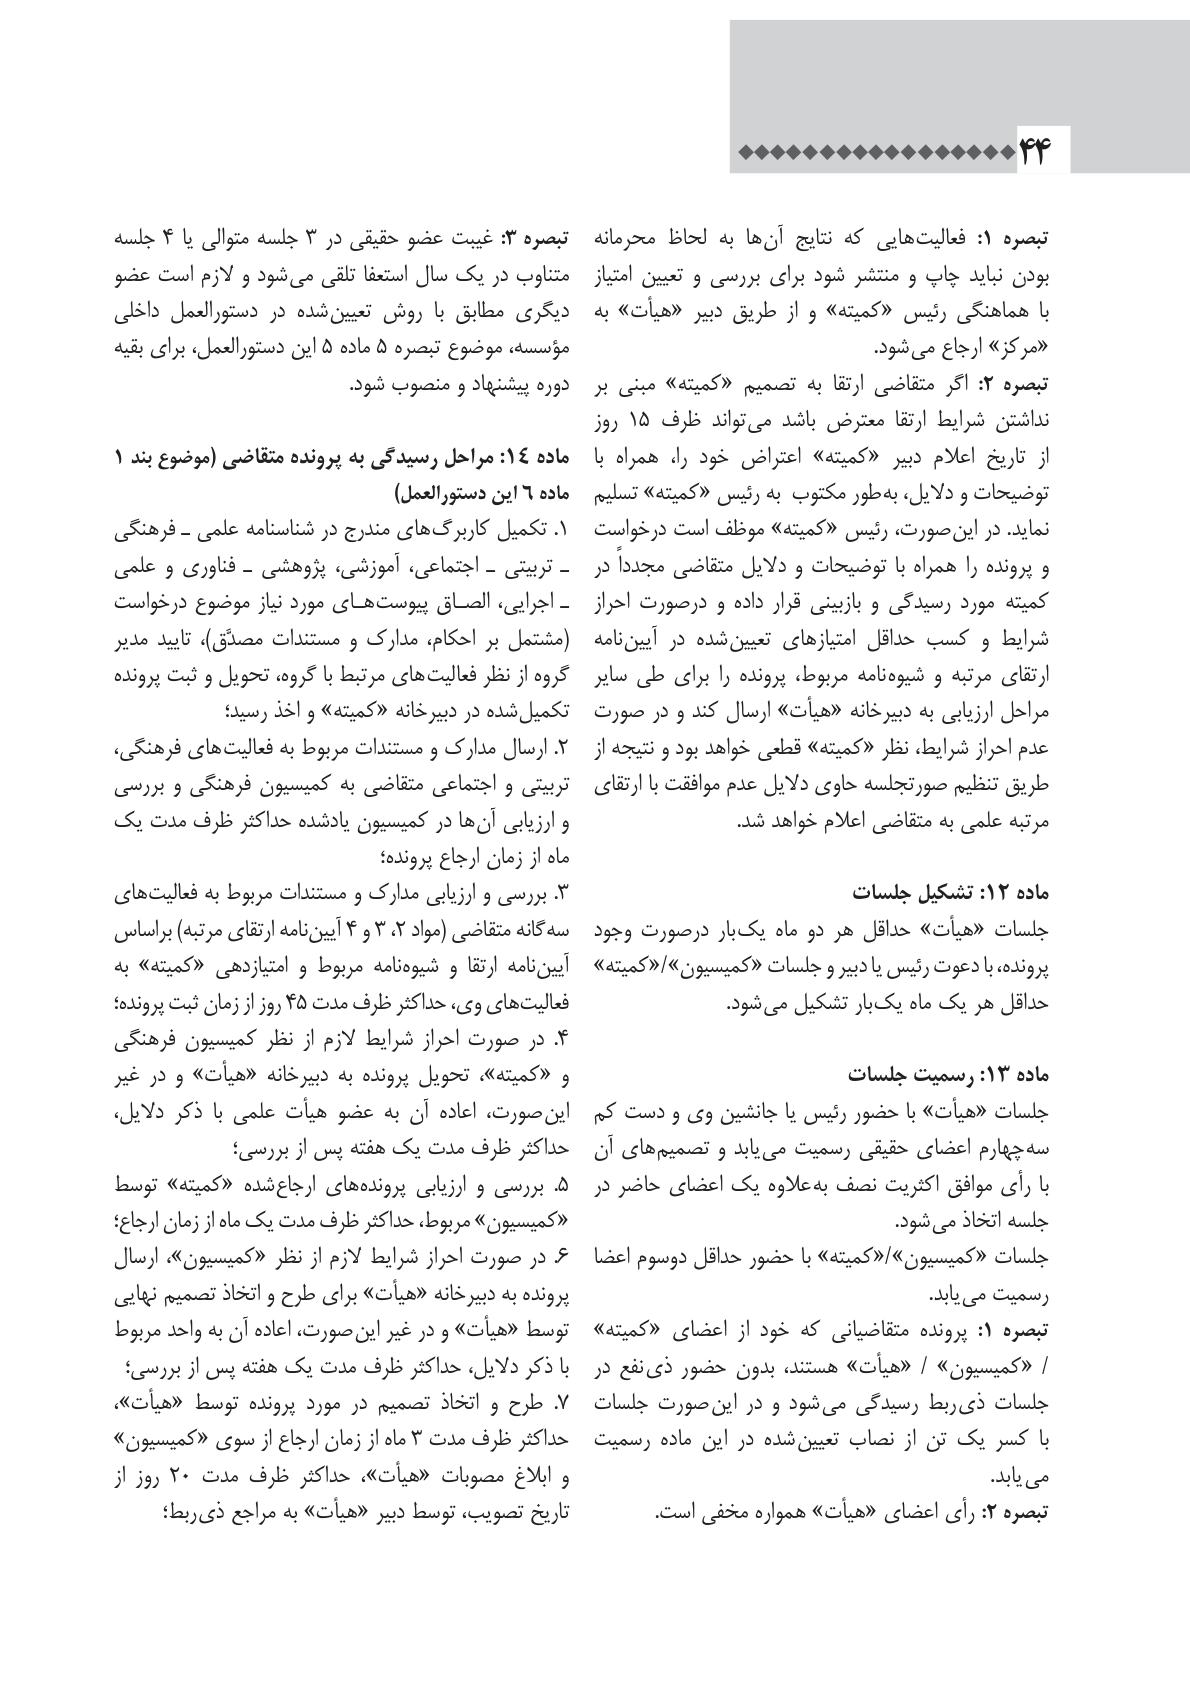 ۴۴
تبصره ۱: فعالیت‌هایی که نتایج آن‌ها به لحاظ محرمانه
بودن نباید چاپ و منتشر شود برای بررسی و تعیین امتیاز
با هماهنگی رئیس «کمیته» و از طریق دبیر «هیأت» به
«مرکز» ارجاع می‌شود.
تبصره ۲: اگر متقاضی ارتقا به تصمیم «کمیته» مبنی بر
نداشتن شرایط ارتقا معترض باشد می‌تواند ظرف ۱۵ روز
از تاریخ اعلام دبیر «کمیته» اعتراض خود را، همراه با
توضیحات و دلایل، به‌طور مکتوب به رئیس «کمیته» تسلیم
نماید. در این‌صورت، رئیس «کمیته» موظف است درخواست
و پرونده را همراه با توضیحات و دلایل متقاضی مجدداً در
کمیته مورد رسیدگی و بازبینی قرار داده و درصورت احراز
شرایط و کسب حداقل امتیازهای تعیین‌شده در آیین‌نامه
ارتقای مرتبه و شیوه‌نامه مربوط، پرونده را برای طی سایر
مراحل ارزیابی به دبیرخانه «هیأت» ارسال کند و در صورت
عدم احراز شرایط، نظر «کمیته» قطعی خواهد بود و نتیجه از
طریق تنظیم صورتجلسه حاوی دلایل عدم موافقت با ارتقای
مرتبه علمی به متقاضی اعلام خواهد شد.
ماده ۱۲: تشکیل جلسات
جلسات «هیأت» حداقل هر دو ماه یک‌بار درصورت وجود
پرونده، با دعوت رئیس یا دبیر و جلسات «کمیسیون»/«کمیته»
حداقل هر یک ماه یک‌بار تشکیل می‌شود.
ماده ۱۳: رسمیت جلسات
جلسات «هیأت» با حضور رئیس یا جانشین وی و دست کم
سه‌چهارم اعضای حقیقی رسمیت می‌یابد و تصمیم‌های آن
با رأی موافق اکثریت نصف به‌علاوه یک اعضای حاضر در
جلسه اتخاذ می‌شود.
جلسات «کمیسیون»/«کمیته» با حضور حداقل دوسوم اعضا
رسمیت می‌یابد.
تبصره ۱: پرونده متقاضیانی که خود از اعضای «کمیته»
/ «کمیسیون» / «هیأت» هستند، بدون حضور ذی‌نفع در
جلسات ذی‌ربط رسیدگی می‌شود و در این‌صورت جلسات
با کسر یک تن از نصاب تعیین‌شده در این ماده رسمیت
می‌یابد.
تبصره ۲: رأی اعضای «هیأت» همواره مخفی است.
تبصره ۳: غیبت عضو حقیقی در ۳ جلسه متوالی یا ۴ جلسه
متناوب در یک سال استعفا تلقی می‌شود و لازم است عضو
دیگری مطابق با روش تعیین‌شده در دستورالعمل داخلی
مؤسسه، موضوع تبصره ۵ ماده ۵ این دستورالعمل، برای بقیه
دوره پیشنهاد و منصوب شود.
ماده ۱۴: مراحل رسیدگی به پرونده متقاضی (موضوع بند ۱
ماده ۶ این دستورالعمل)
۱. تکمیل کاربرگ‌های مندرج در شناسنامه علمی ـ فرهنگی
ـ تربیتی ـ اجتماعی، آموزشی، پژوهشی ـ فناوری و علمی
ـ اجرایی، الصـاق پیوست‌هـای مورد نیاز موضوع درخواست
(مشتمل بر احکام، مدارک و مستندات مصدَّق)، تایید مدیر
گروه از نظر فعالیت‌های مرتبط با گروه، تحویل و ثبت پرونده
تکمیل‌شده در دبیرخانه «کمیته» و اخذ رسید؛
۲. ارسال مدارک و مستندات مربوط به فعالیت‌های فرهنگی،
تربیتی و اجتماعی متقاضی به کمیسیون فرهنگی و بررسی
و ارزیابی آن‌ها در کمیسیون یادشده حداکثر ظرف مدت یک
ماه از زمان ارجاع پرونده؛
۳. بررسی و ارزیابی مدارک و مستندات مربوط به فعالیت‌های
سه‌گانه متقاضی (مواد ۲، ۳ و ۴ آیین‌نامه ارتقای مرتبه) براساس
آیین‌نامه ارتقا و شیوه‌نامه مربوط و امتیازدهی «کمیته» به
فعالیت‌های وی، حداکثر ظرف مدت ۴۵ روز از زمان ثبت پرونده؛
۴. در صورت احراز شرایط لازم از نظر کمیسیون فرهنگی
و «کمیته»، تحویل پرونده به دبیرخانه «هیأت» و در غیر
این‌صورت، اعاده آن به عضو هیأت علمی با ذکر دلایل،
حداکثر ظرف مدت یک هفته پس از بررسی؛
۵. بررسی و ارزیابی پرونده‌های ارجاع‌شده «کمیته» توسط
«کمیسیون» مربوط، حداکثر ظرف مدت یک ماه از زمان ارجاع؛
۶. در صورت احراز شرایط لازم از نظر «کمیسیون»، ارسال
پرونده به دبیرخانه «هیأت» برای طرح و اتخاذ تصمیم نهایی
توسط «هیأت» و در غیر این‌صورت، اعاده آن به واحد مربوط
با ذکر دلایل، حداکثر ظرف مدت یک هفته پس از بررسی؛
۷. طرح و اتخاذ تصمیم در مورد پرونده توسط «هیأت»،
حداکثر ظرف مدت ۳ ماه از زمان ارجاع از سوی «کمیسیون»
و ابلاغ مصوبات «هیأت»، حداکثر ظرف مدت ۲۰ روز از
تاریخ تصویب، توسط دبیر «هیأت» به مراجع ذی‌ربط؛